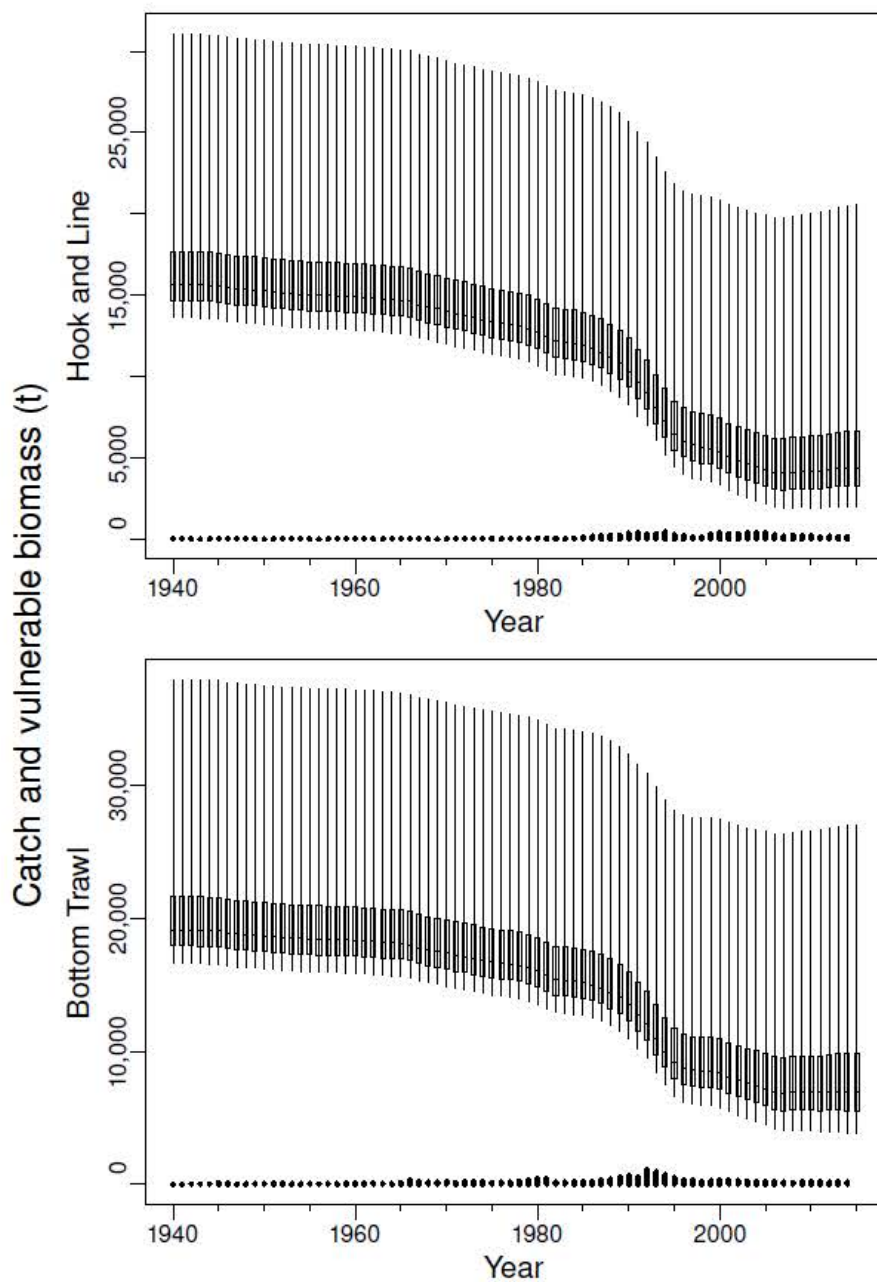 Catch and vulnerable biomass (t)
Hook and Line
25,000
15,000
5,000
0
1940 1960 1980 2000
Year
Bottom Trawl
30,000
20,000
10,000
0
1940 1960 1980 2000
Year